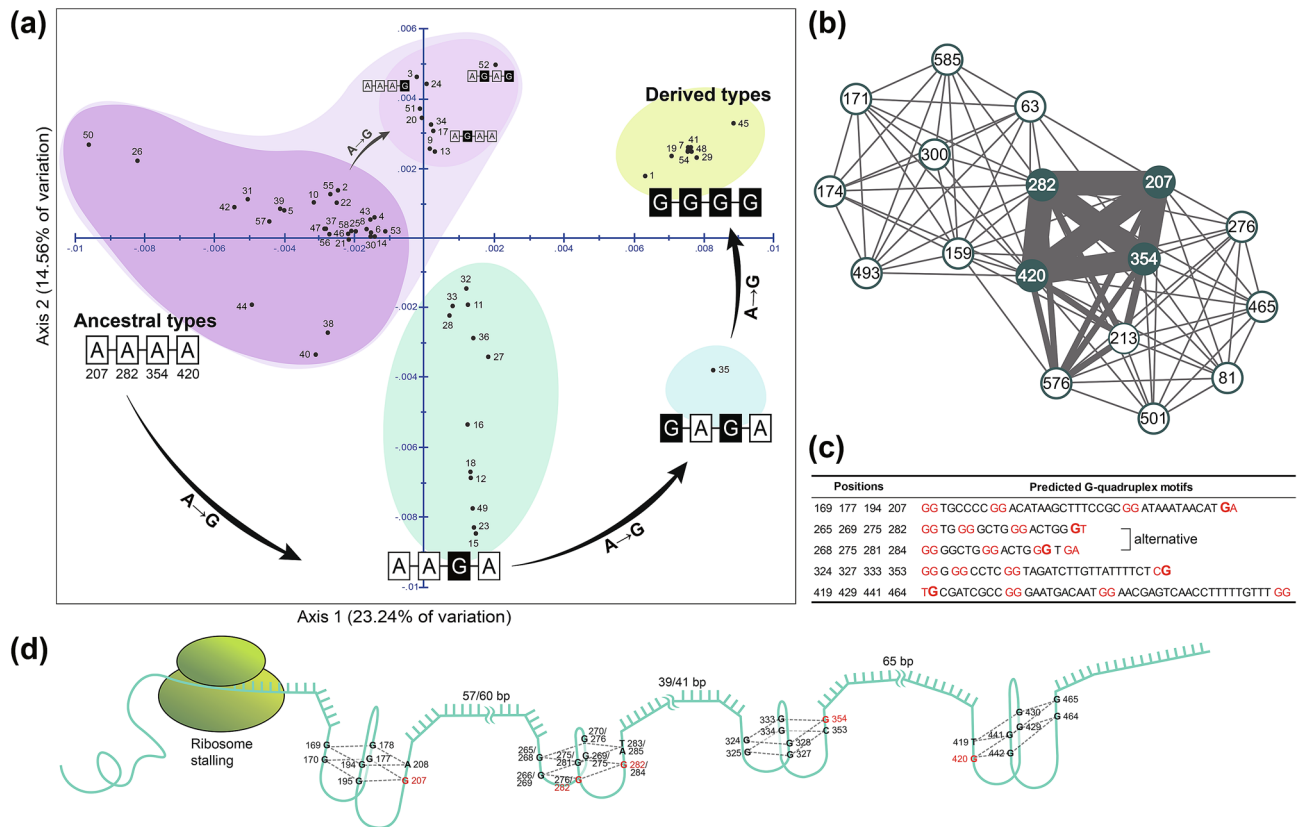 (a)
.006
.004
.002
-.002
-.004
-.006
-.008
-.01
-.01
-.008
-.006
-.004
-.002
.002
.004
.006
.008
.01
Axis 2 (14.56% of variation)
Axis 1 (23.24% of variation)
3
52
24
A A A G
A G A G
51
20
34
17
A G A A
9
13
A→G
50
26
55
2
10
22
31
42
39
5
57
43
4
37
58
25
8
47
46
6
53
56
21
30
14
44
38
40
Ancestral types
A A A A
207 282 354 420
A→G
32
33
11
28
36
27
16
18
12
49
23
15
A A G A
A→G
35
G A G A
A→G
Derived types
45
41
19
7
48
54
29
1
G G G G
(b)
585
171
63
300
174
282
207
276
159
493
420
354
465
213
576
81
501
(c)
Positions Predicted G-quadruplex motifs
169 177 194 207 GG TGCCCC GG ACATAAGCTTTCCGC GG ATAAATAACAT GA
265 269 275 282 GG TG GG GCTG GG ACTGG GT
alternative
268 275 281 284 GG GGCTG GG ACTG GG T GA
324 327 333 353 GG G GG CCTC GG TAGATCTTGTTATTTTCT CG
419 429 441 464 TG CGATCGCC GG GAATGACAAT GG AACGAGTCAACCTTTTTGTTT GG
(d)
Ribosome
stalling
57/60 bp
39/41 bp
65 bp
169 G G 178
170 G G 177
194 G A 208
195 G G 207
270/
276 G
T 283/
A 285
265/
268 G
275/
281 G
G 269/
275
G 282/
284
266/
269 G
276/
282 G
333 G G 354
334 G C 353
324 G G 328
325 G G 327
G 465
G 430
G 464
G 429
419 T
441 G
420 G
442 G